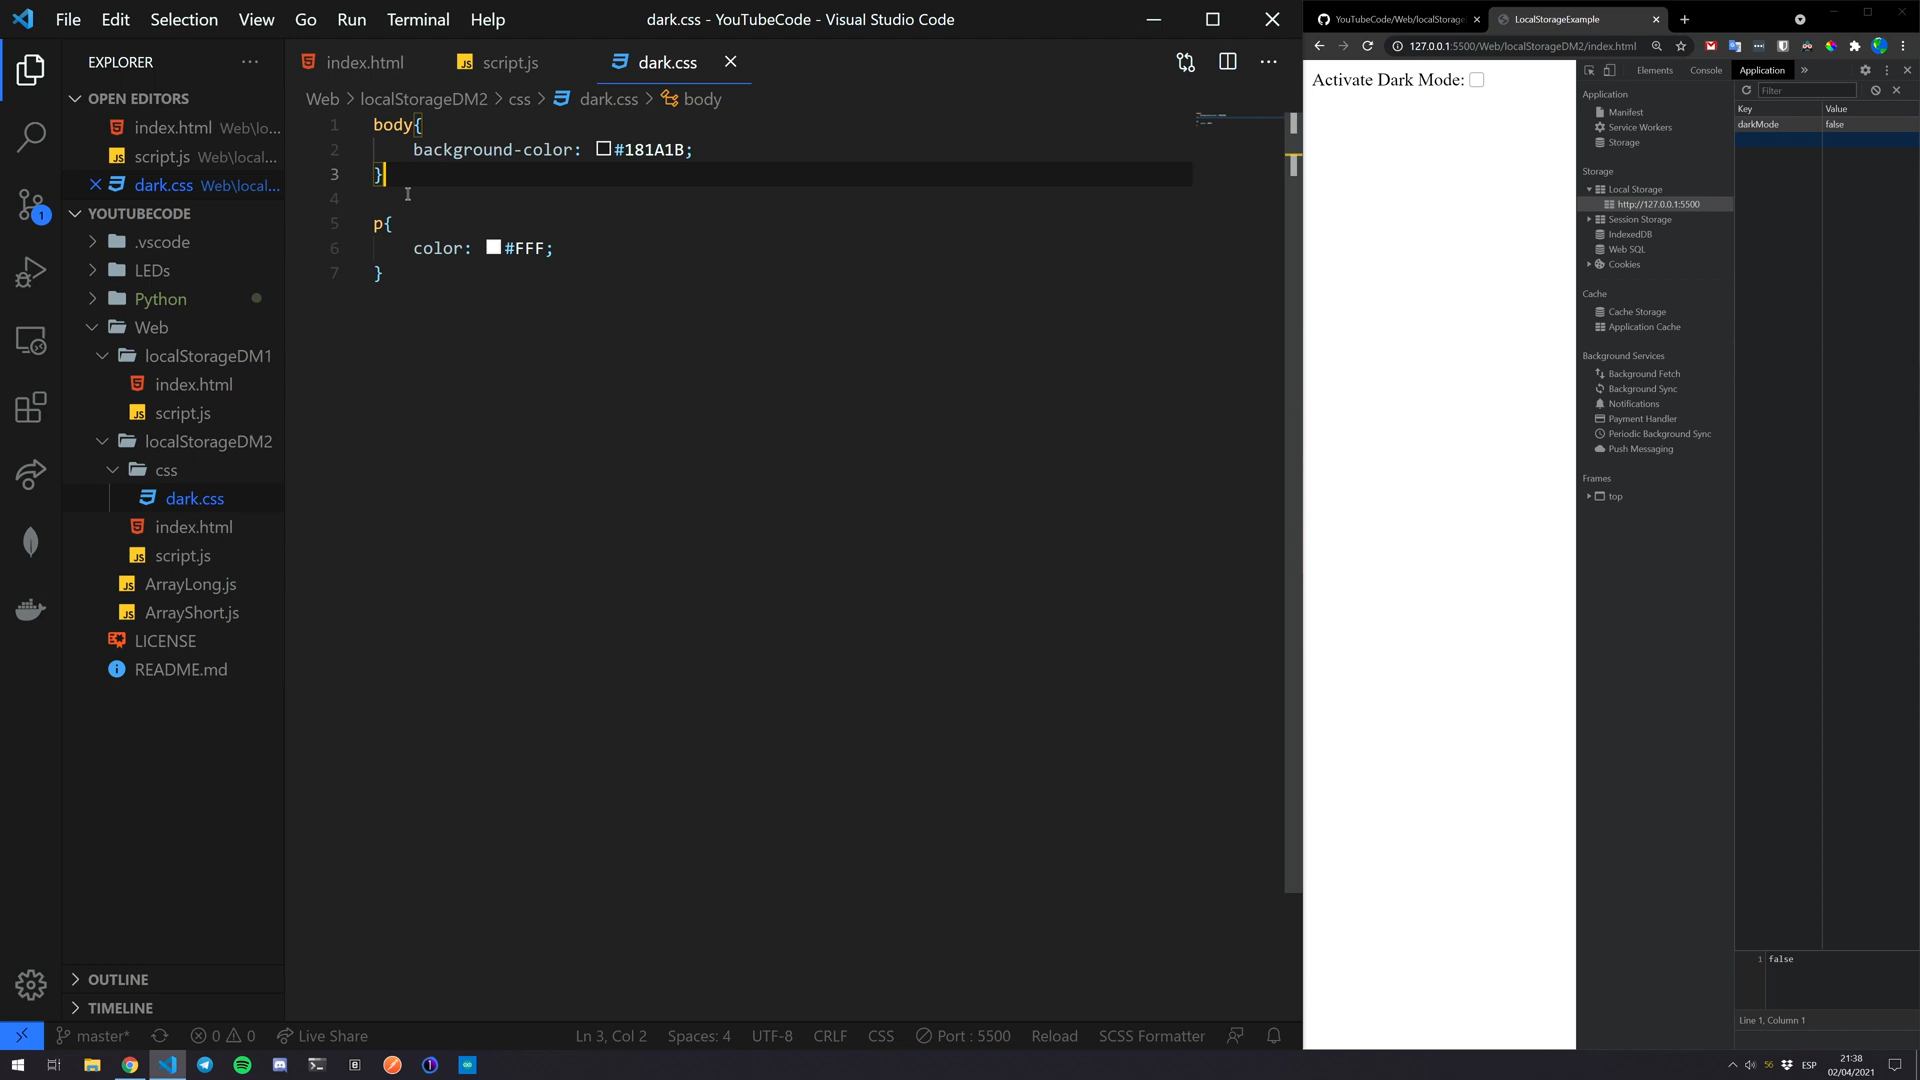 File Edit Selection View Go Run Terminal Help
dark.css - YouTubeCode - Visual Studio Code
EXPLORER
OPEN EDITORS
index.html Web\lo...
script.js Web\local...
dark.css Web\local...
YOUTUBECODE
.vscode
LEDs
Python
Web
localStorageDM1
index.html
script.js
localStorageDM2
css
dark.css
index.html
script.js
ArrayLong.js
ArrayShort.js
LICENSE
README.md
OUTLINE
TIMELINE
1
index.html
script.js
dark.css
Web > localStorageDM2 > css > dark.css > body
1 body{
2 background-color: #181A1B;
3 }
4
5 p{
6 color: #FFF;
7 }
master* 0 0 Live Share
Ln 3, Col 2 Spaces: 4 UTF-8 CRLF CSS Port : 5500 Reload SCSS Formatter
YouTubeCode/Web/localStorage
LocalStorageExample
127.0.0.1:5500/Web/localStorageDM2/index.html
Activate Dark Mode:
Elements Console Application
Application
Manifest
Service Workers
Storage
Storage
Local Storage
http://127.0.0.1:5500
Session Storage
IndexedDB
Web SQL
Cookies
Cache
Cache Storage
Application Cache
Background Services
Background Fetch
Background Sync
Notifications
Payment Handler
Periodic Background Sync
Push Messaging
Frames
top
Filter
Key Value
darkMode false
1 false
Line 1, Column 1
56 ESP
21:38
02/04/2021